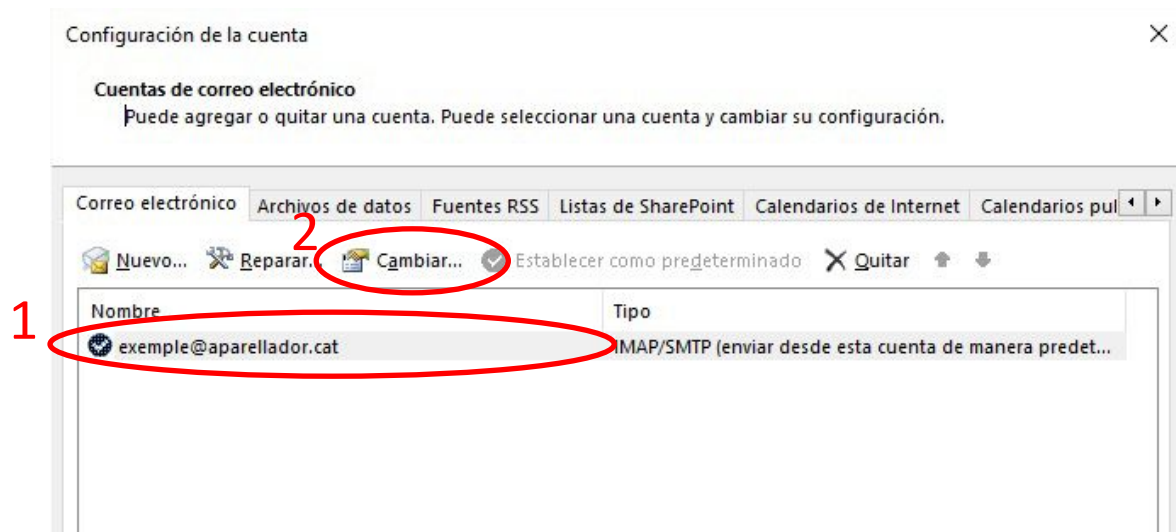 Configuración de la cuenta
Cuentas de correo electrónico
Puede agregar o quitar una cuenta. Puede seleccionar una cuenta y cambiar su configuración.
Correo electrónico Archivos de datos Fuentes RSS Listas de SharePoint Calendarios de Internet Calendarios pul
2
Nuevo... Reparar... Cambiar... Establecer como predeterminado Quitar
Nombre Tipo
1
exemple@aparellador.cat IMAP/SMTP (enviar desde esta cuenta de manera predet...